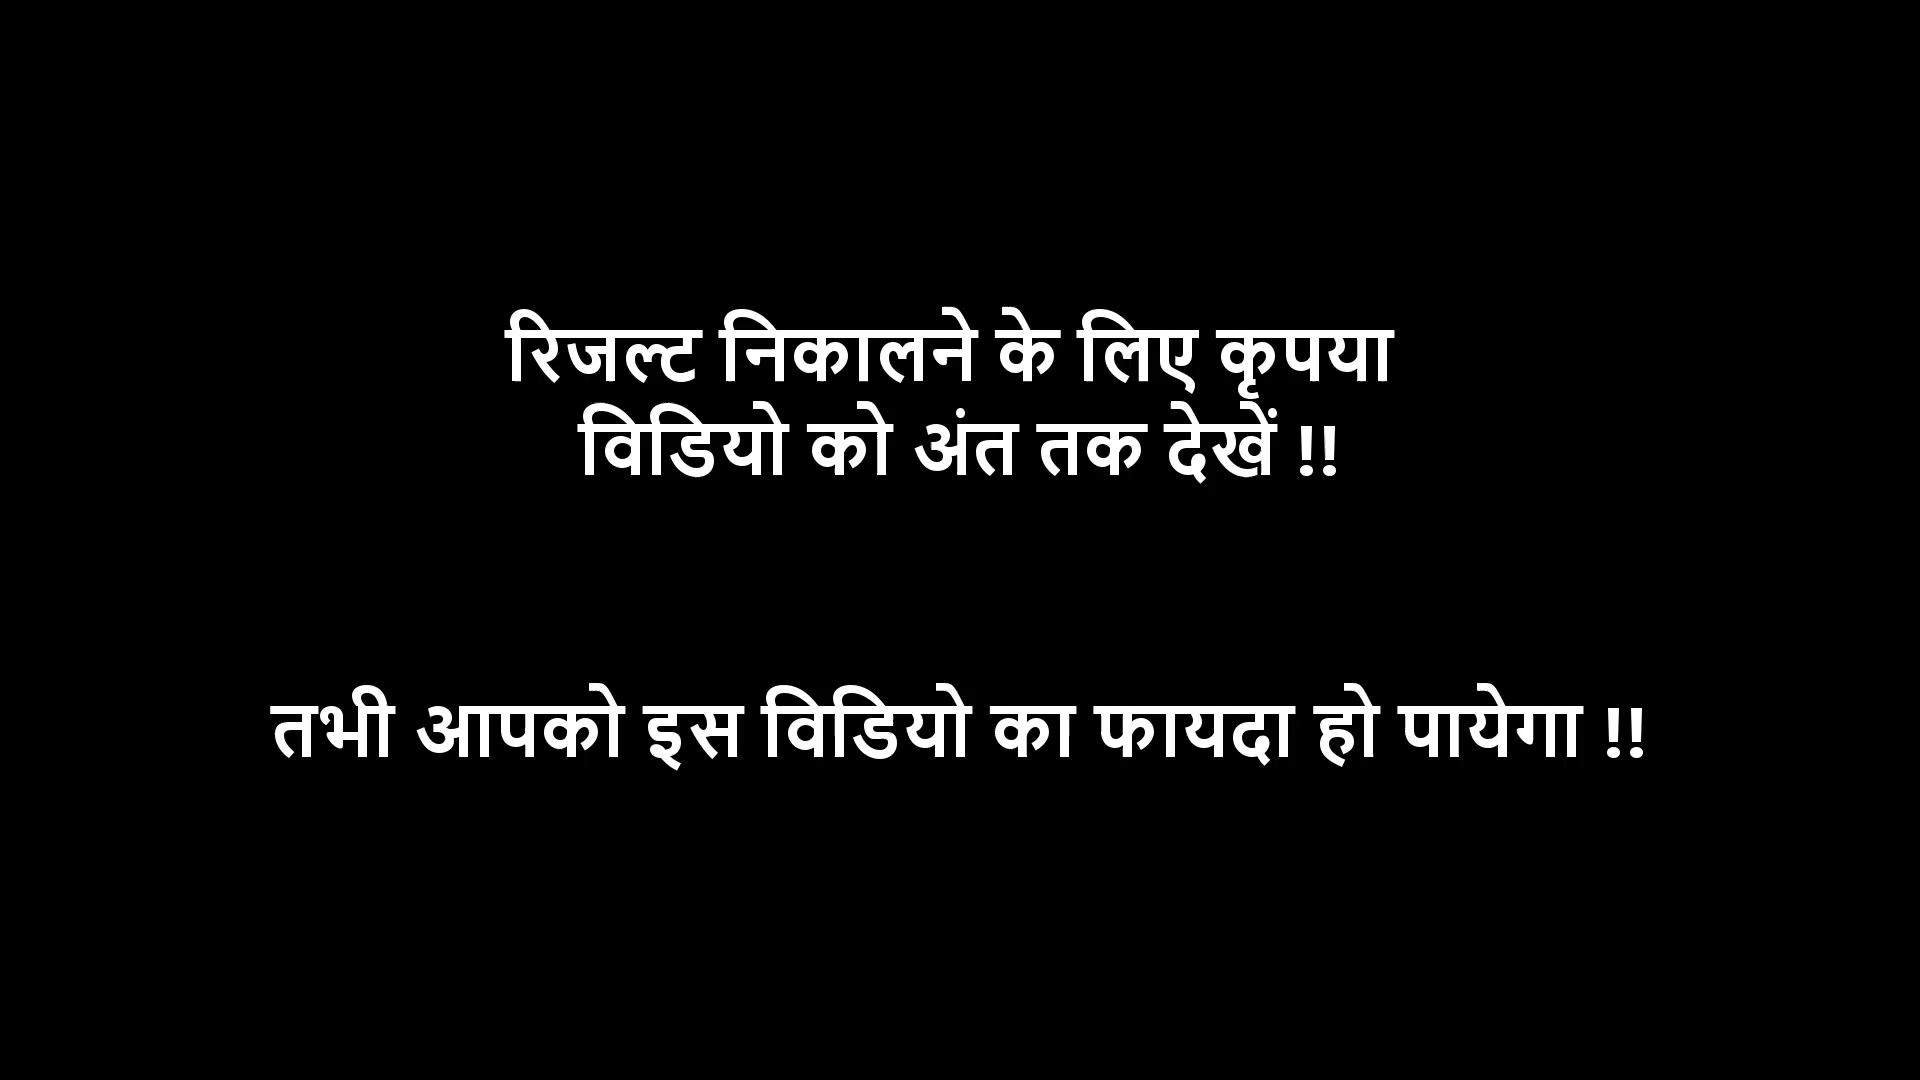 रिजल्ट निकालने के लिए कृपया
विडियो को अंत तक देखें !!
तभी आपको इस विडियो का फायदा हो पायेगा !!